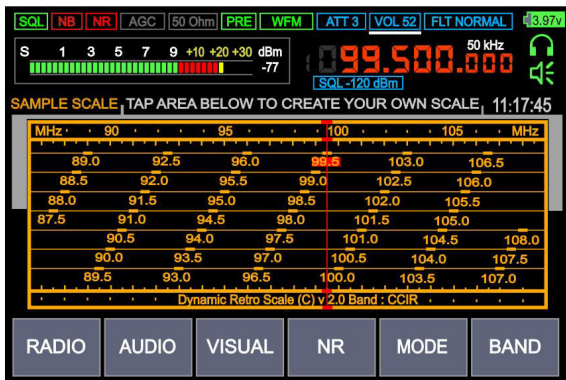 SQL NB NR AGC 50 Ohm PRE WFM ATT 3 VOL 52 FLT NORMAL 3.97v
S 1 3 5 7 9 +10 +20 +30 dBm
-77
99.500.000
50 kHz
SQL -120 dBm
SAMPLE SCALE TAP AREA BELOW TO CREATE YOUR OWN SCALE 11:17:45
MHz 90 95 100 105 MHz
89.0 92.5 96.0 99.5 103.0 106.5
88.5 92.0 95.5 99.0 102.5 106.0
88.0 91.5 95.0 98.5 102.0 105.5
87.5 91.0 94.5 98.0 101.5 105.0
90.5 94.0 97.5 101.0 104.5 108.0
90.0 93.5 97.0 100.5 104.0 107.5
89.5 93.0 96.5 100.0 103.5 107.0
Dynamic Retro Scale (C) v 2.0 Band : CCIR
RADIO AUDIO VISUAL NR MODE BAND